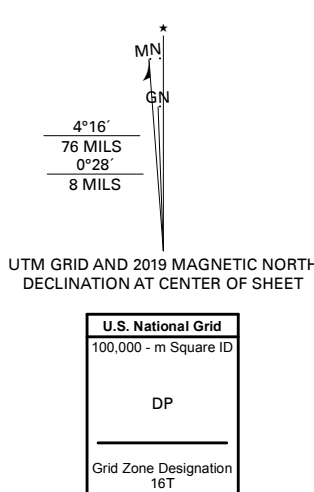 ★
MN
GN
4°16´
76 MILS
0°28´
8 MILS
UTM GRID AND 2019 MAGNETIC NORTH
DECLINATION AT CENTER OF SHEET
U.S. National Grid
100,000 - m Square ID
DP
Grid Zone Designation
16T